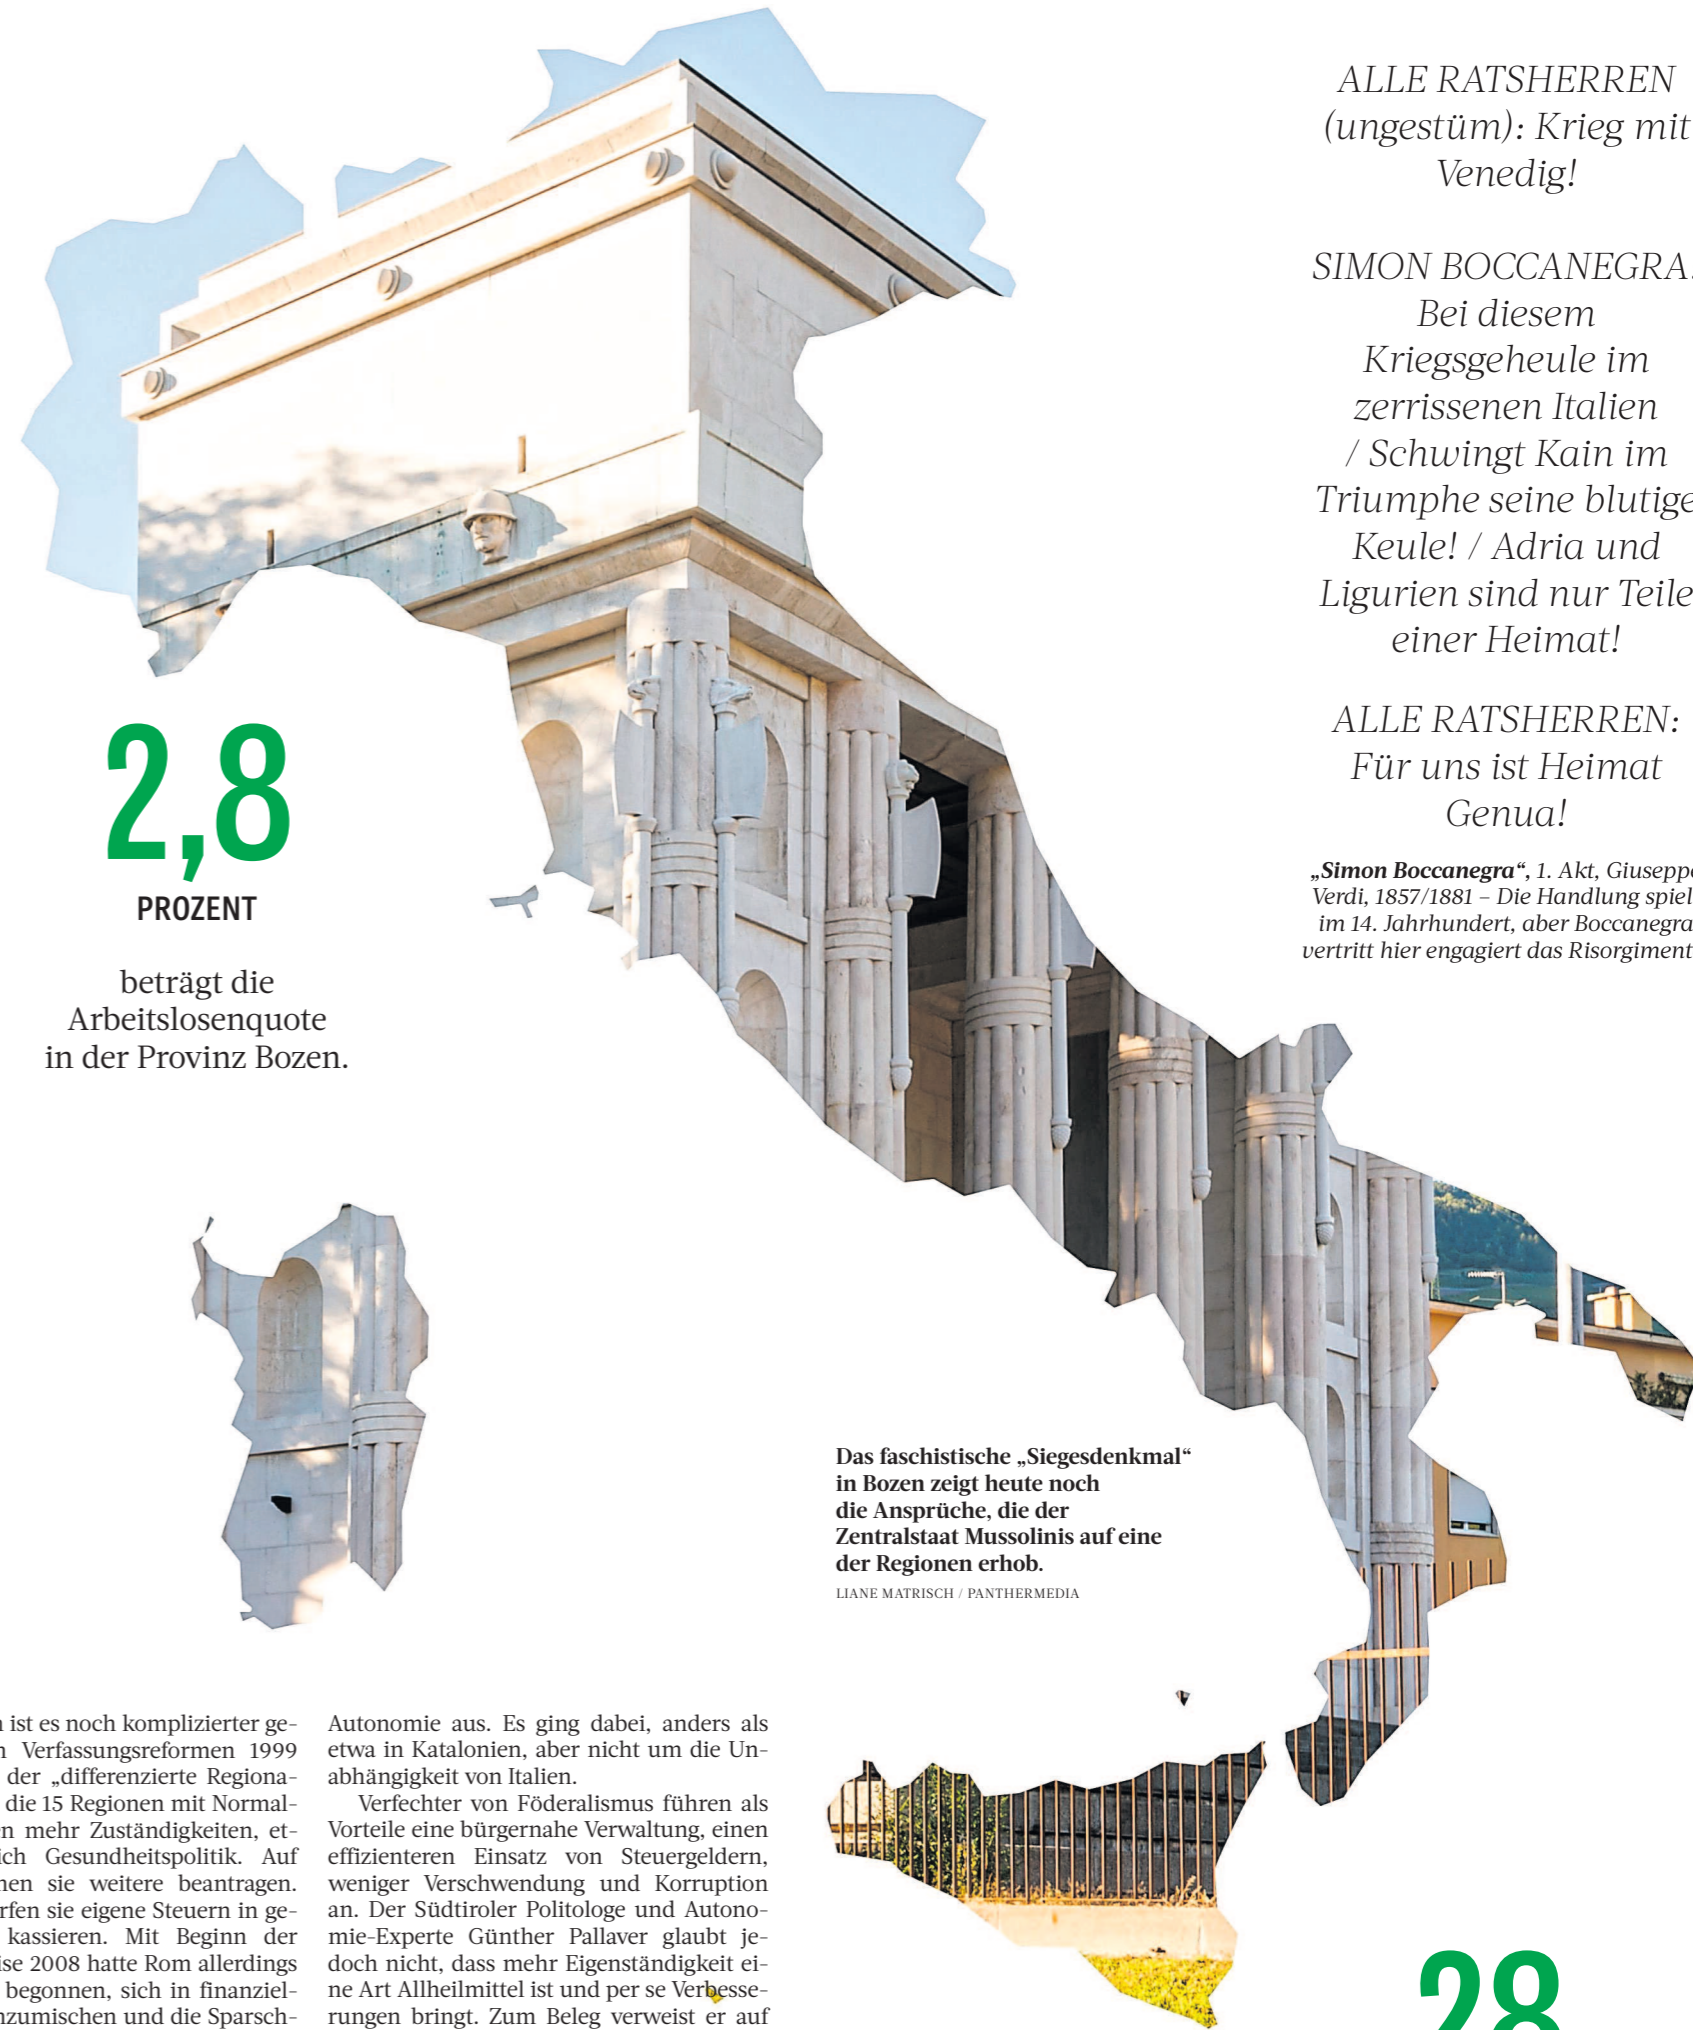 ALLE RATSHERREN
(ungestüm): Krieg mit
Venedig!
SIMON BOCCANEGRA:
Bei diesem
Kriegsgeheule im
zerrissenen Italien
/ Schwingt Kain im
Triumphe seine blutige
Keule! / Adria und
Ligurien sind nur Teile
einer Heimat!
ALLE RATSHERREN:
Für uns ist Heimat
Genua!
„Simon Boccanegra“, 1. Akt, Giuseppe
Verdi, 1857/1881 – Die Handlung spiel
im 14. Jahrhundert, aber Boccanegra
vertritt hier engagiert das Risorgiment
2,8
PROZENT
beträgt die
Arbeitslosenquote
in der Provinz Bozen.
Das faschistische „Siegesdenkmal“
in Bozen zeigt heute noch
die Ansprüche, die der
Zentralstaat Mussolinis auf eine
der Regionen erhob.
LIANE MATRISCH / PANTHERMEDIA
ist es noch komplizierter ge-
Verfassungsreformen 1999
der „differenzierte Regiona-
die 15 Regionen mit Normal-
en mehr Zuständigkeiten, et-
ich Gesundheitspolitik. Auf
nen sie weitere beantragen.
rfen sie eigene Steuern in ge-
kassieren. Mit Beginn der
ise 2008 hatte Rom allerdings
begonnen, sich in finanziel-
nzumischen und die Sparsch-
Autonomie aus. Es ging dabei, anders als
etwa in Katalonien, aber nicht um die Un-
abhängigkeit von Italien.
Verfechter von Föderalismus führen als
Vorteile eine bürgernahe Verwaltung, einen
effizienteren Einsatz von Steuergeldern,
weniger Verschwendung und Korruption
an. Der Südtiroler Politologe und Autono-
mie-Experte Günther Pallaver glaubt je-
doch nicht, dass mehr Eigenständigkeit ei-
ne Art Allheilmittel ist und per se Verbesse-
rungen bringt. Zum Beleg verweist er auf
28